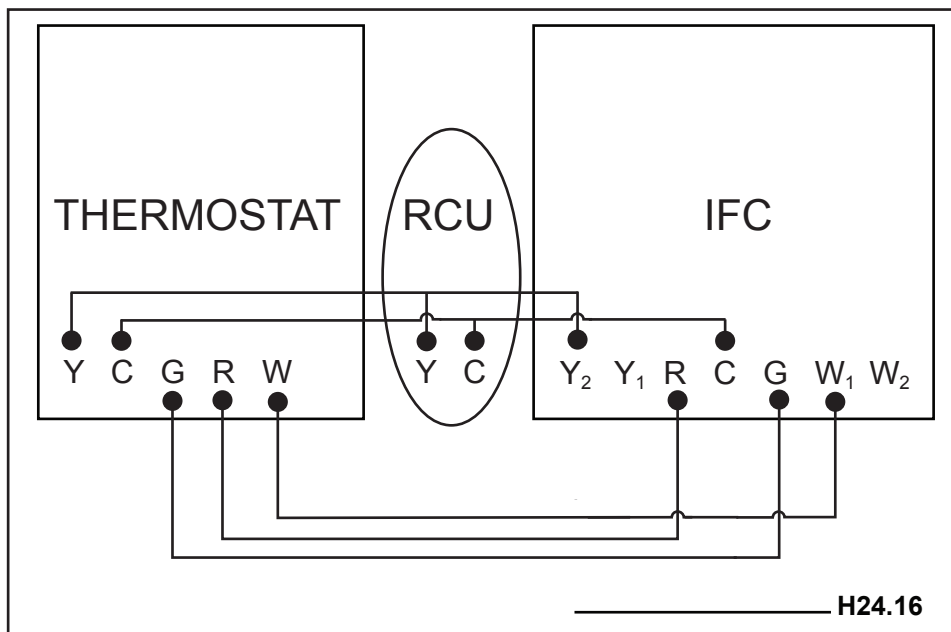 THERMOSTAT RCU IFC
Y C G R W Y C Y₂ Y₁ R C G W₁ W₂
H24.16